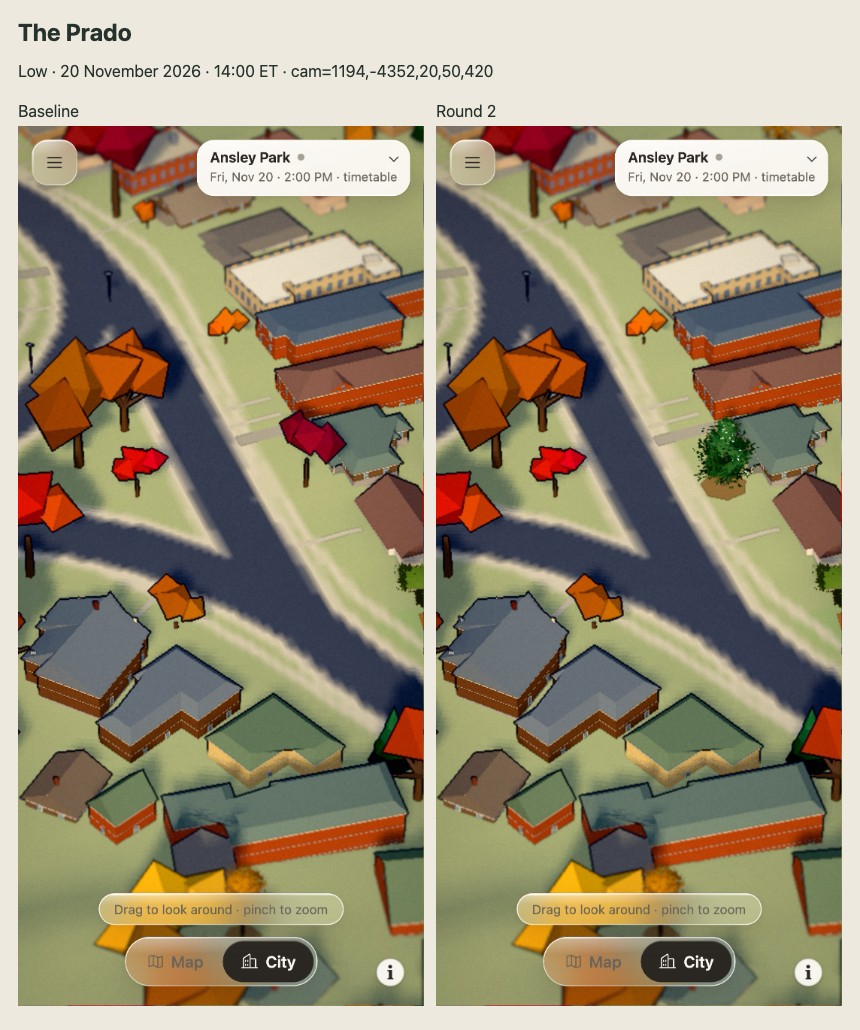 The Prado
Low · 20 November 2026 · 14:00 ET · cam=1194,-4352,20,50,420
Baseline
Round 2
Ansley Park
Fri, Nov 20 · 2:00 PM · timetable
Ansley Park
Fri, Nov 20 · 2:00 PM · timetable
Drag to look around · pinch to zoom
Drag to look around · pinch to zoom
Map
City
i
Map
City
i